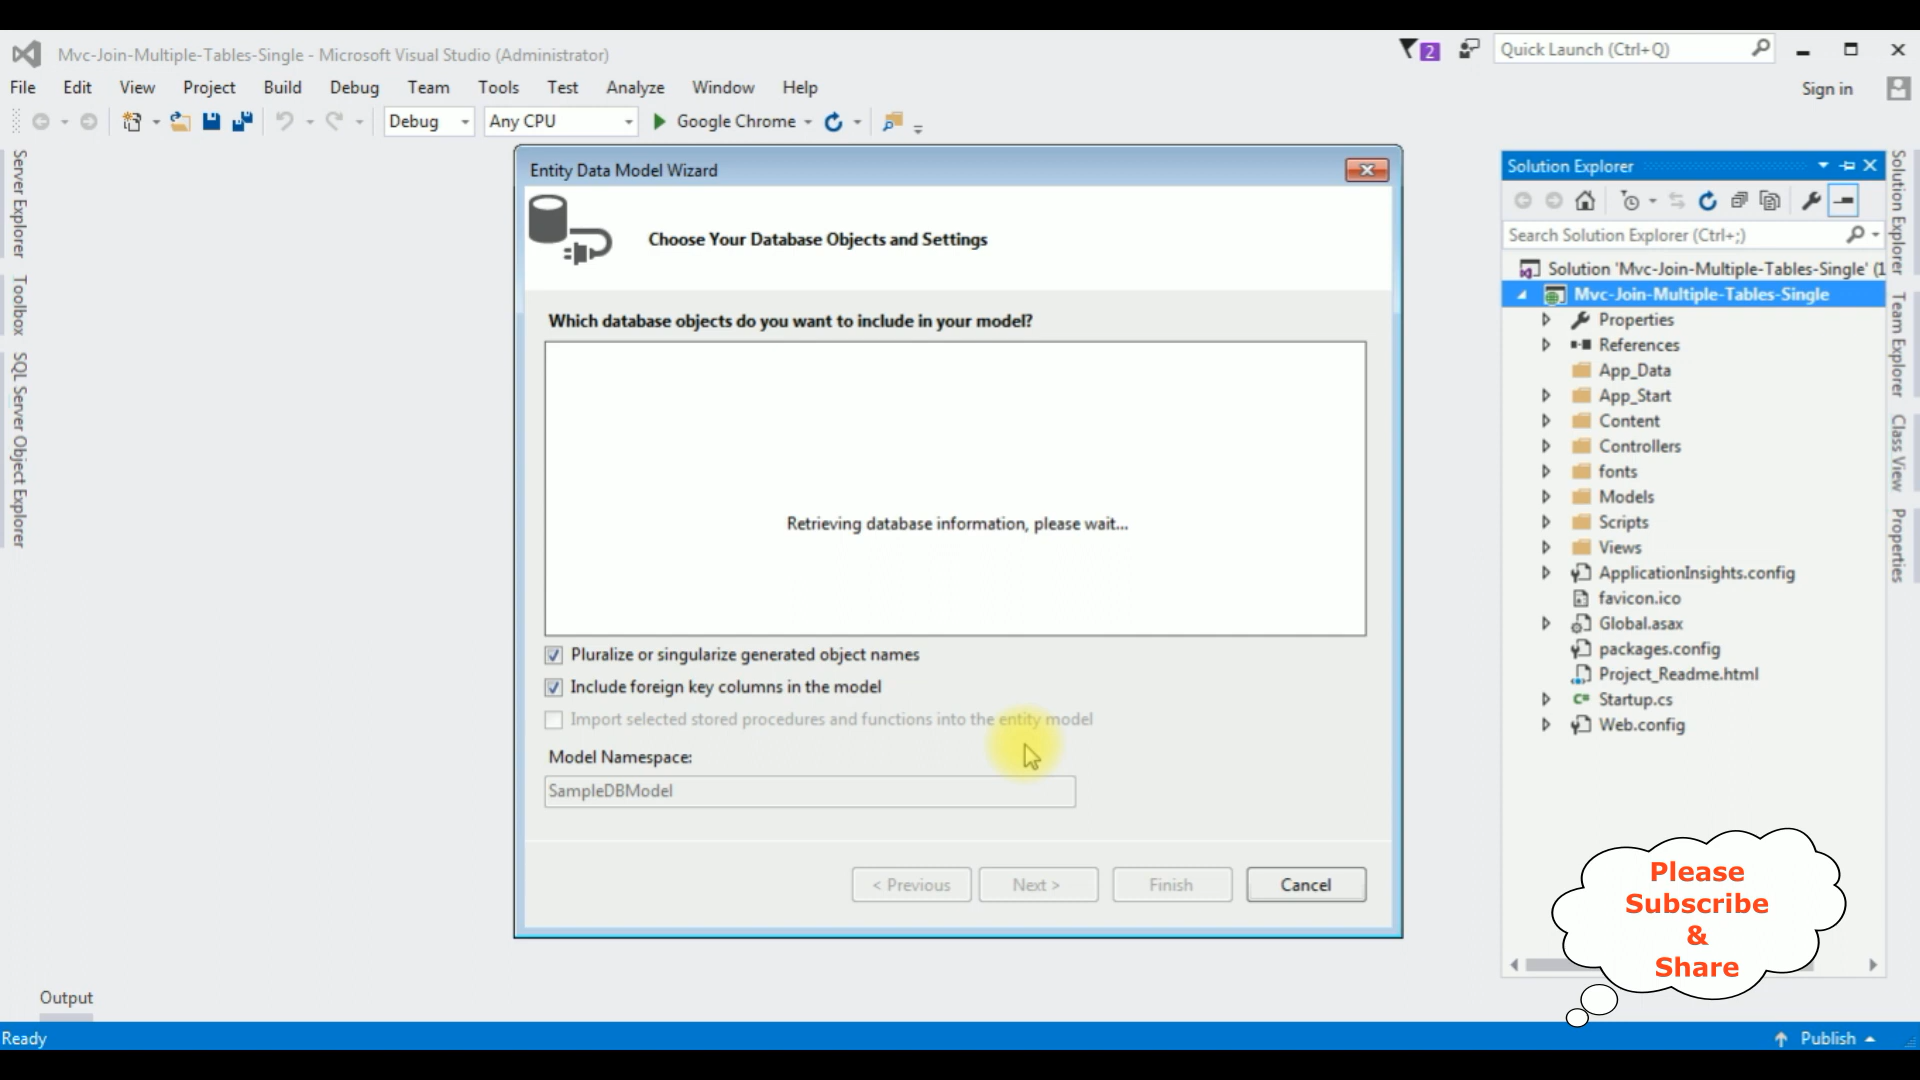 Mvc-Join-Multiple-Tables-Single - Microsoft Visual Studio (Administrator)
2
Quick Launch (Ctrl+Q)
File Edit View Project Build Debug Team Tools Test Analyze Window Help
Sign in
Debug Any CPU Google Chrome
Server Explorer
Toolbox
SQL Server Object Explorer
Entity Data Model Wizard
Choose Your Database Objects and Settings
Which database objects do you want to include in your model?
Retrieving database information, please wait...
Pluralize or singularize generated object names
Include foreign key columns in the model
Import selected stored procedures and functions into the entity model
Model Namespace:
SampleDBModel
< Previous Next > Finish Cancel
Solution Explorer
Search Solution Explorer (Ctrl+;)
Solution 'Mvc-Join-Multiple-Tables-Single' (1
Mvc-Join-Multiple-Tables-Single
Properties
References
App_Data
App_Start
Content
Controllers
fonts
Models
Scripts
Views
ApplicationInsights.config
favicon.ico
Global.asax
packages.config
Project_Readme.html
C# Startup.cs
Web.config
Solution Explorer
Team Explorer
Class View
Properties
Please
Subscribe
&
Share
Output
Ready
Publish